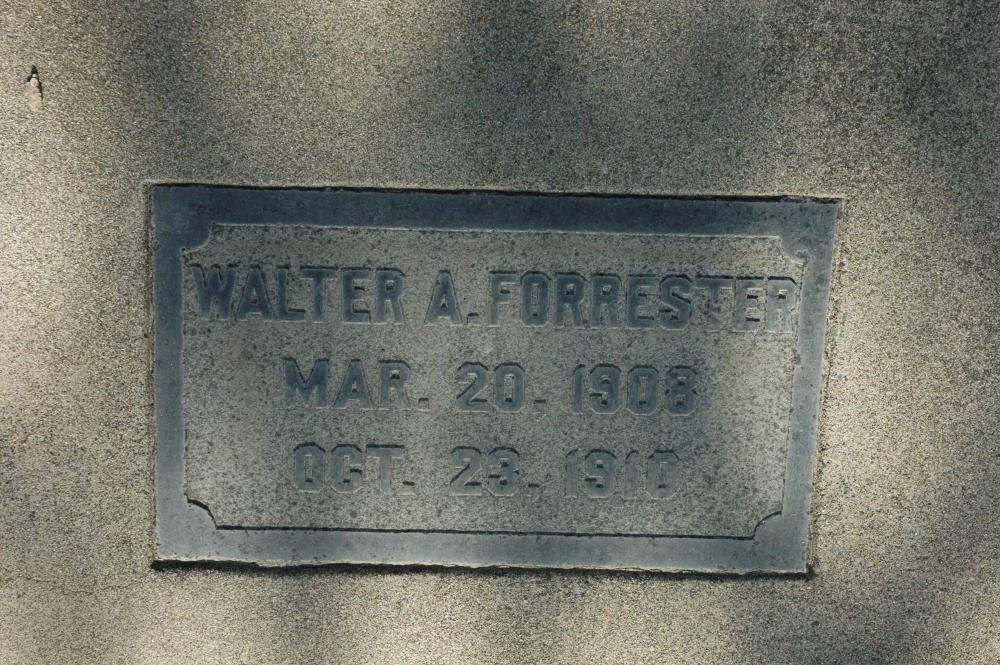 WALTER A. FORRESTER
MAR. 20. 1908
OCT. 23. 1910